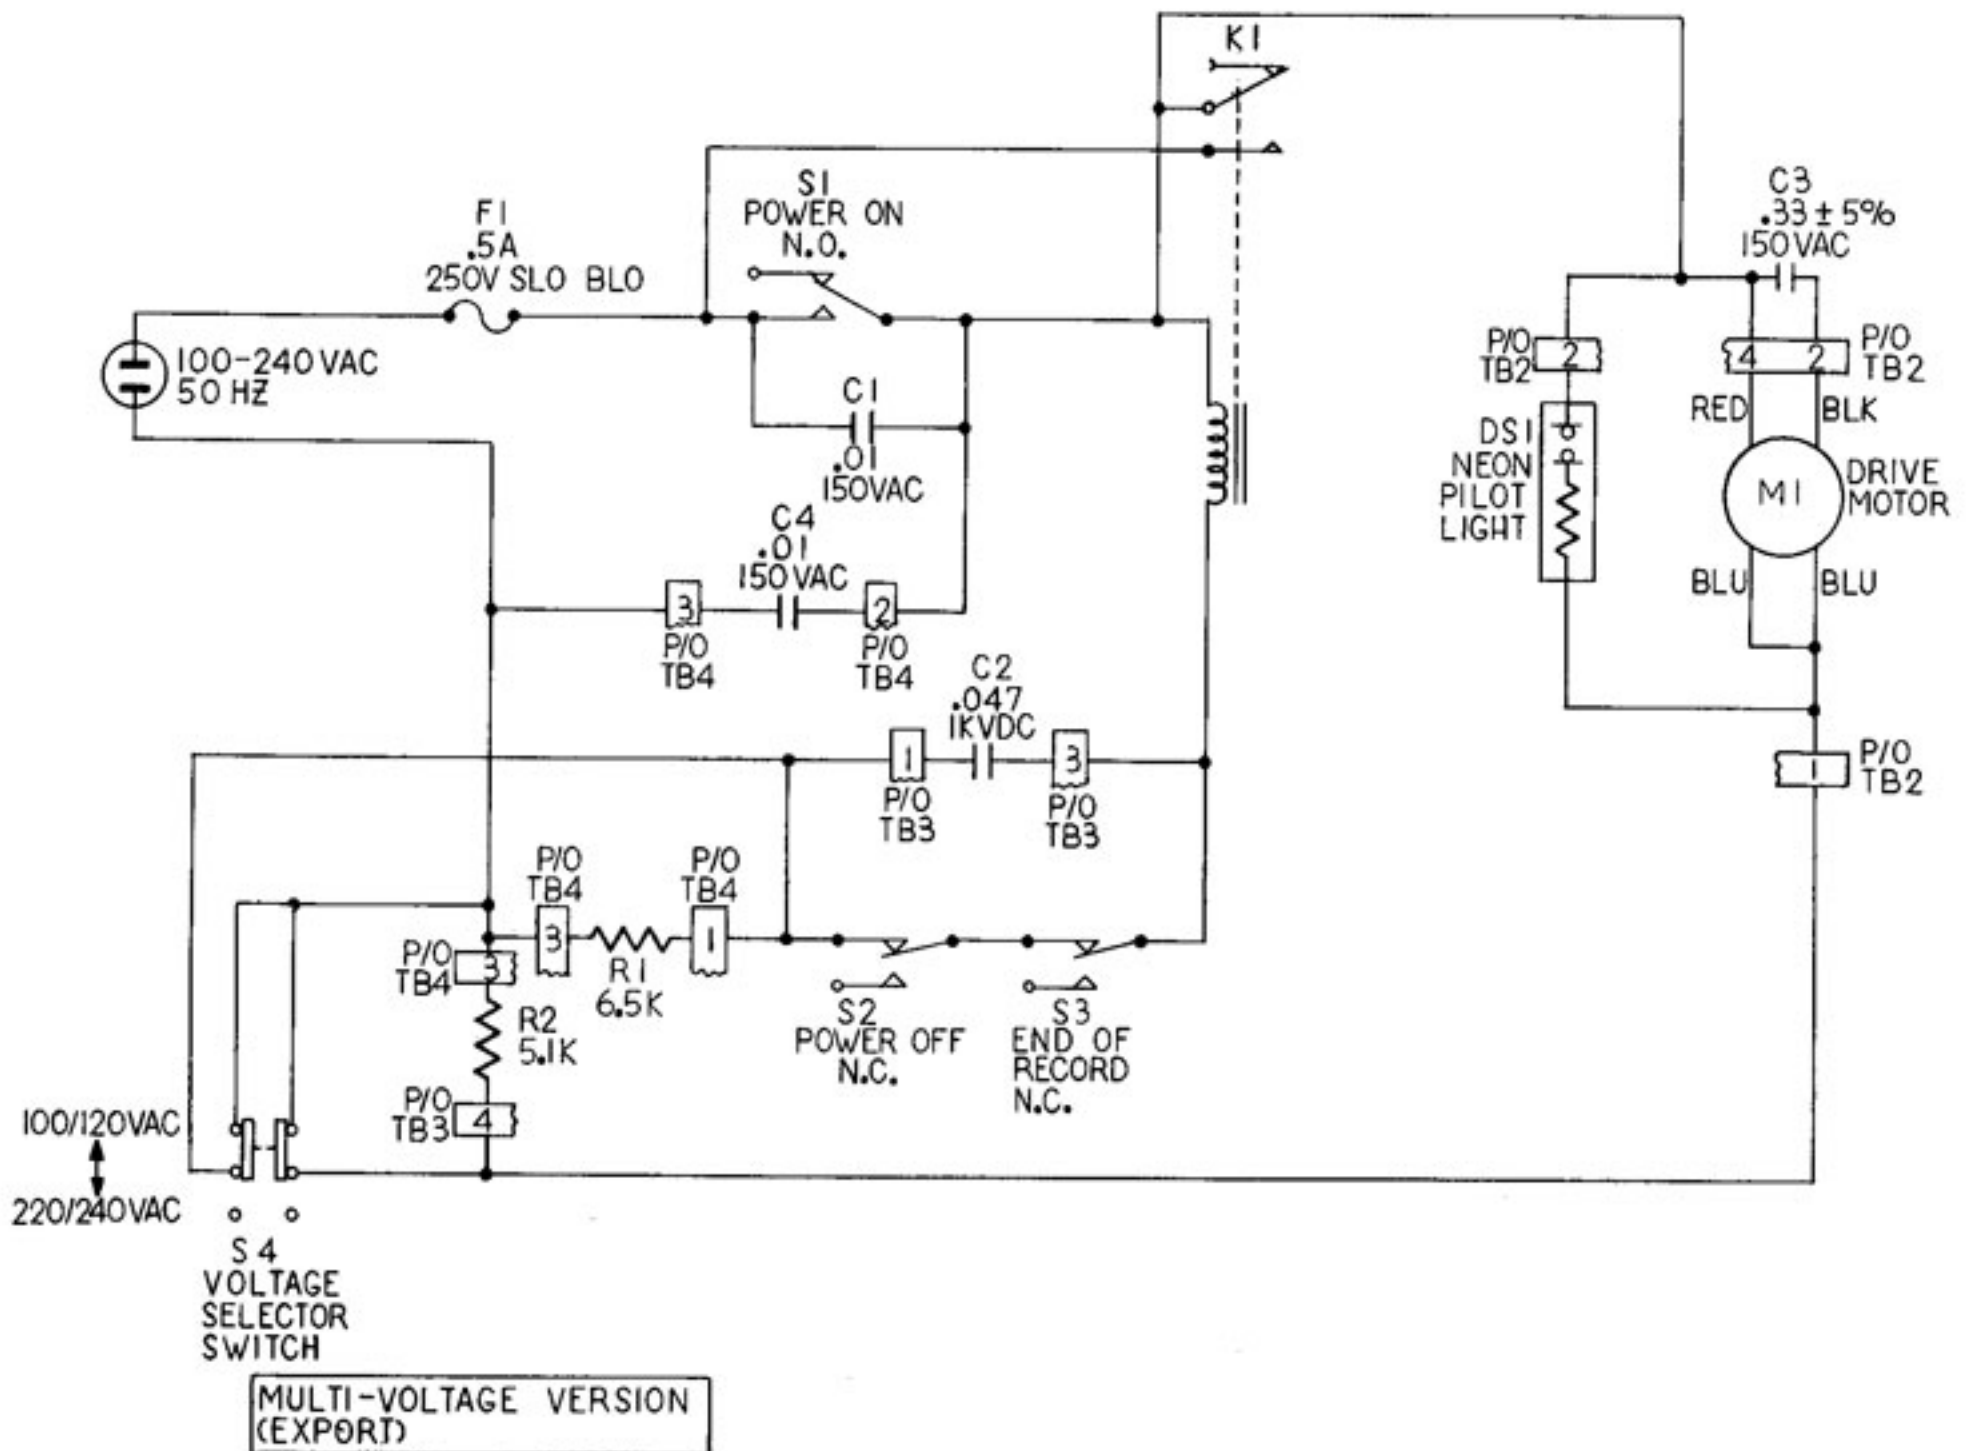 K1
S1
POWER ON
N.O.
F1
.5A
250V SLO BLO
C3
.33 ± 5%
150 VAC
100-240 VAC
50 HZ
C1
.01
150VAC
P/O
TB2
2
4
2
P/O
TB2
RED
BLK
DS1
NEON
PILOT
LIGHT
M1
DRIVE
MOTOR
BLU
BLU
C4
.01
150 VAC
3
P/O
TB4
2
P/O
TB4
C2
.047
1KVDC
1
P/O
TB3
3
P/O
TB3
1
P/O
TB2
P/O
TB4
3
P/O
TB4
1
R1
6.5K
P/O
TB4
3
R2
5.1K
P/O
TB3
4
S2
POWER OFF
N.C.
S3
END OF
RECORD
N.C.
100/120VAC
220/240VAC
S4
VOLTAGE
SELECTOR
SWITCH
MULTI-VOLTAGE VERSION
(EXPORT)